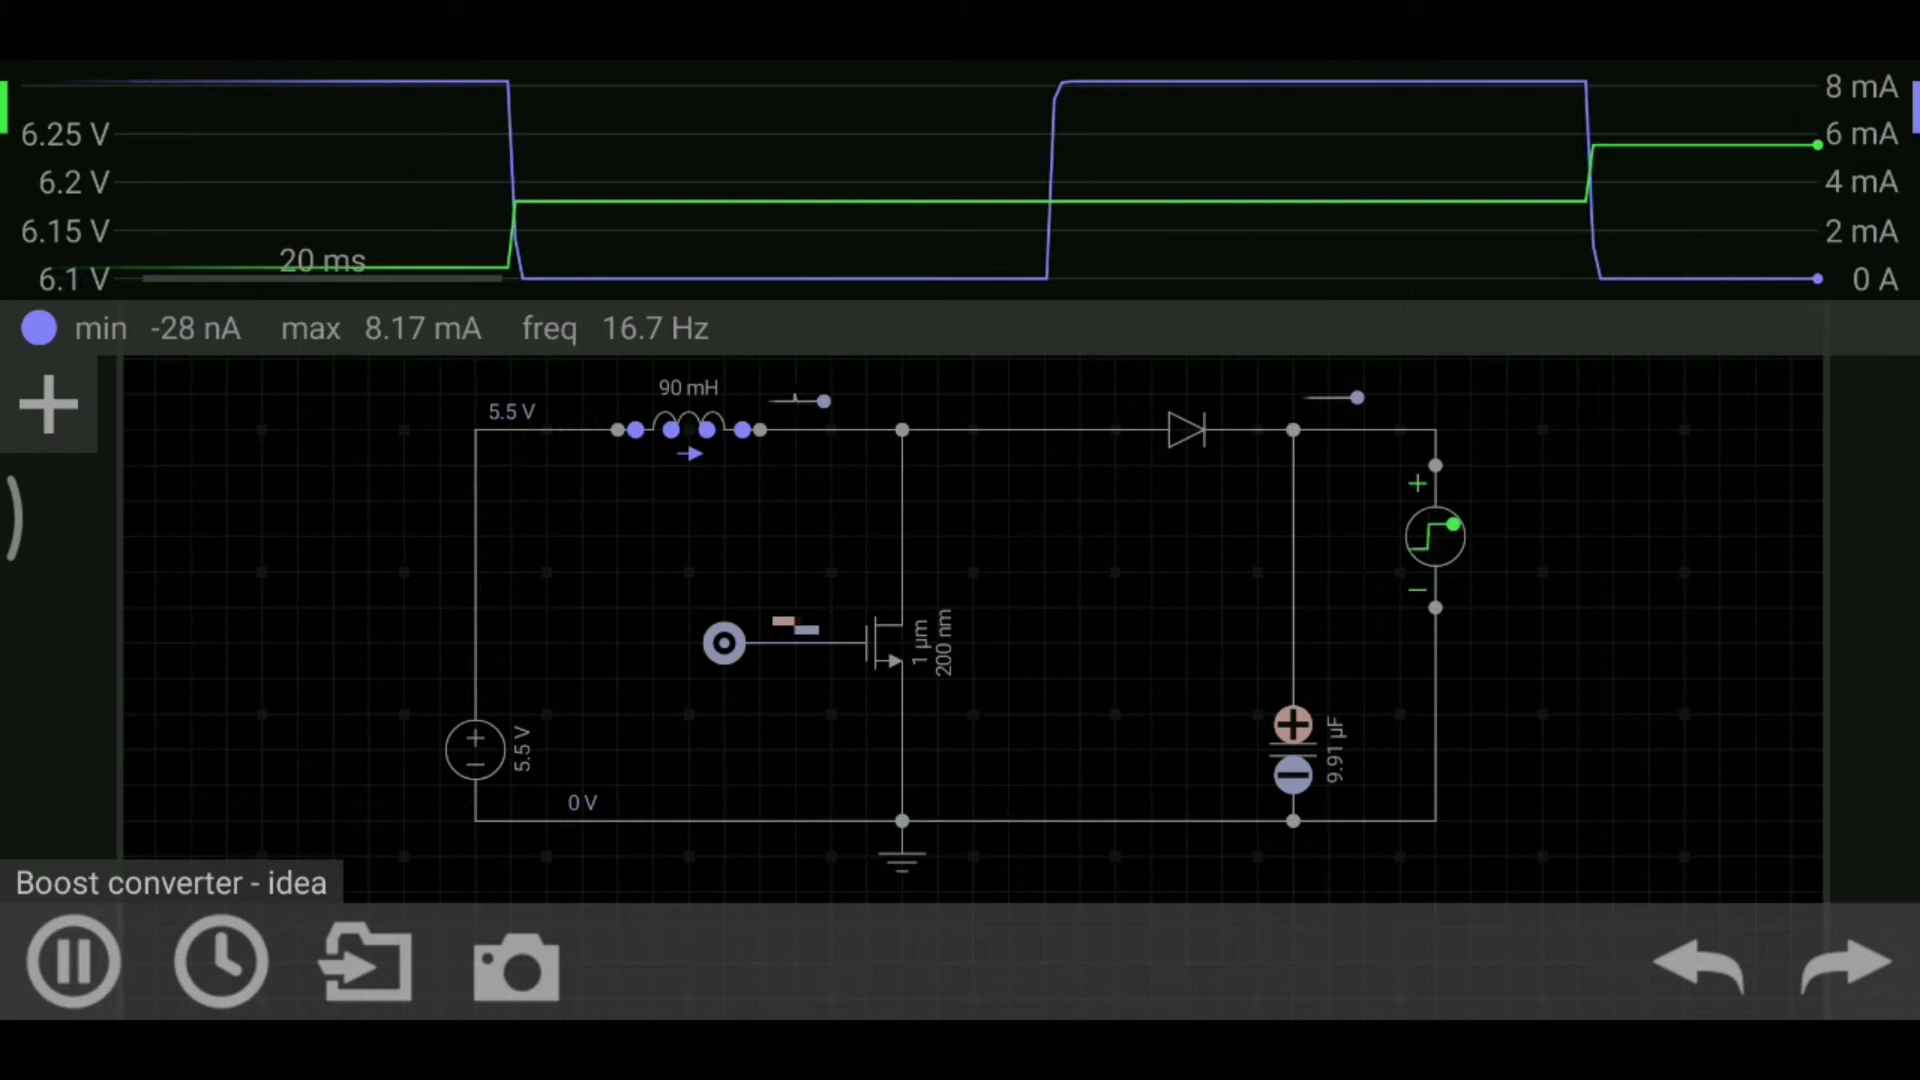 8 mA
6.25 V
6 mA
6.2 V
4 mA
6.15 V
2 mA
20 ms
6.1 V
0 A
min -28 nA max 8.17 mA freq 16.7 Hz
90 mH
5.5 V
+
−
1 µm
200 nm
+
−
5.5 V
9.91 µF
0 V
Boost converter - idea